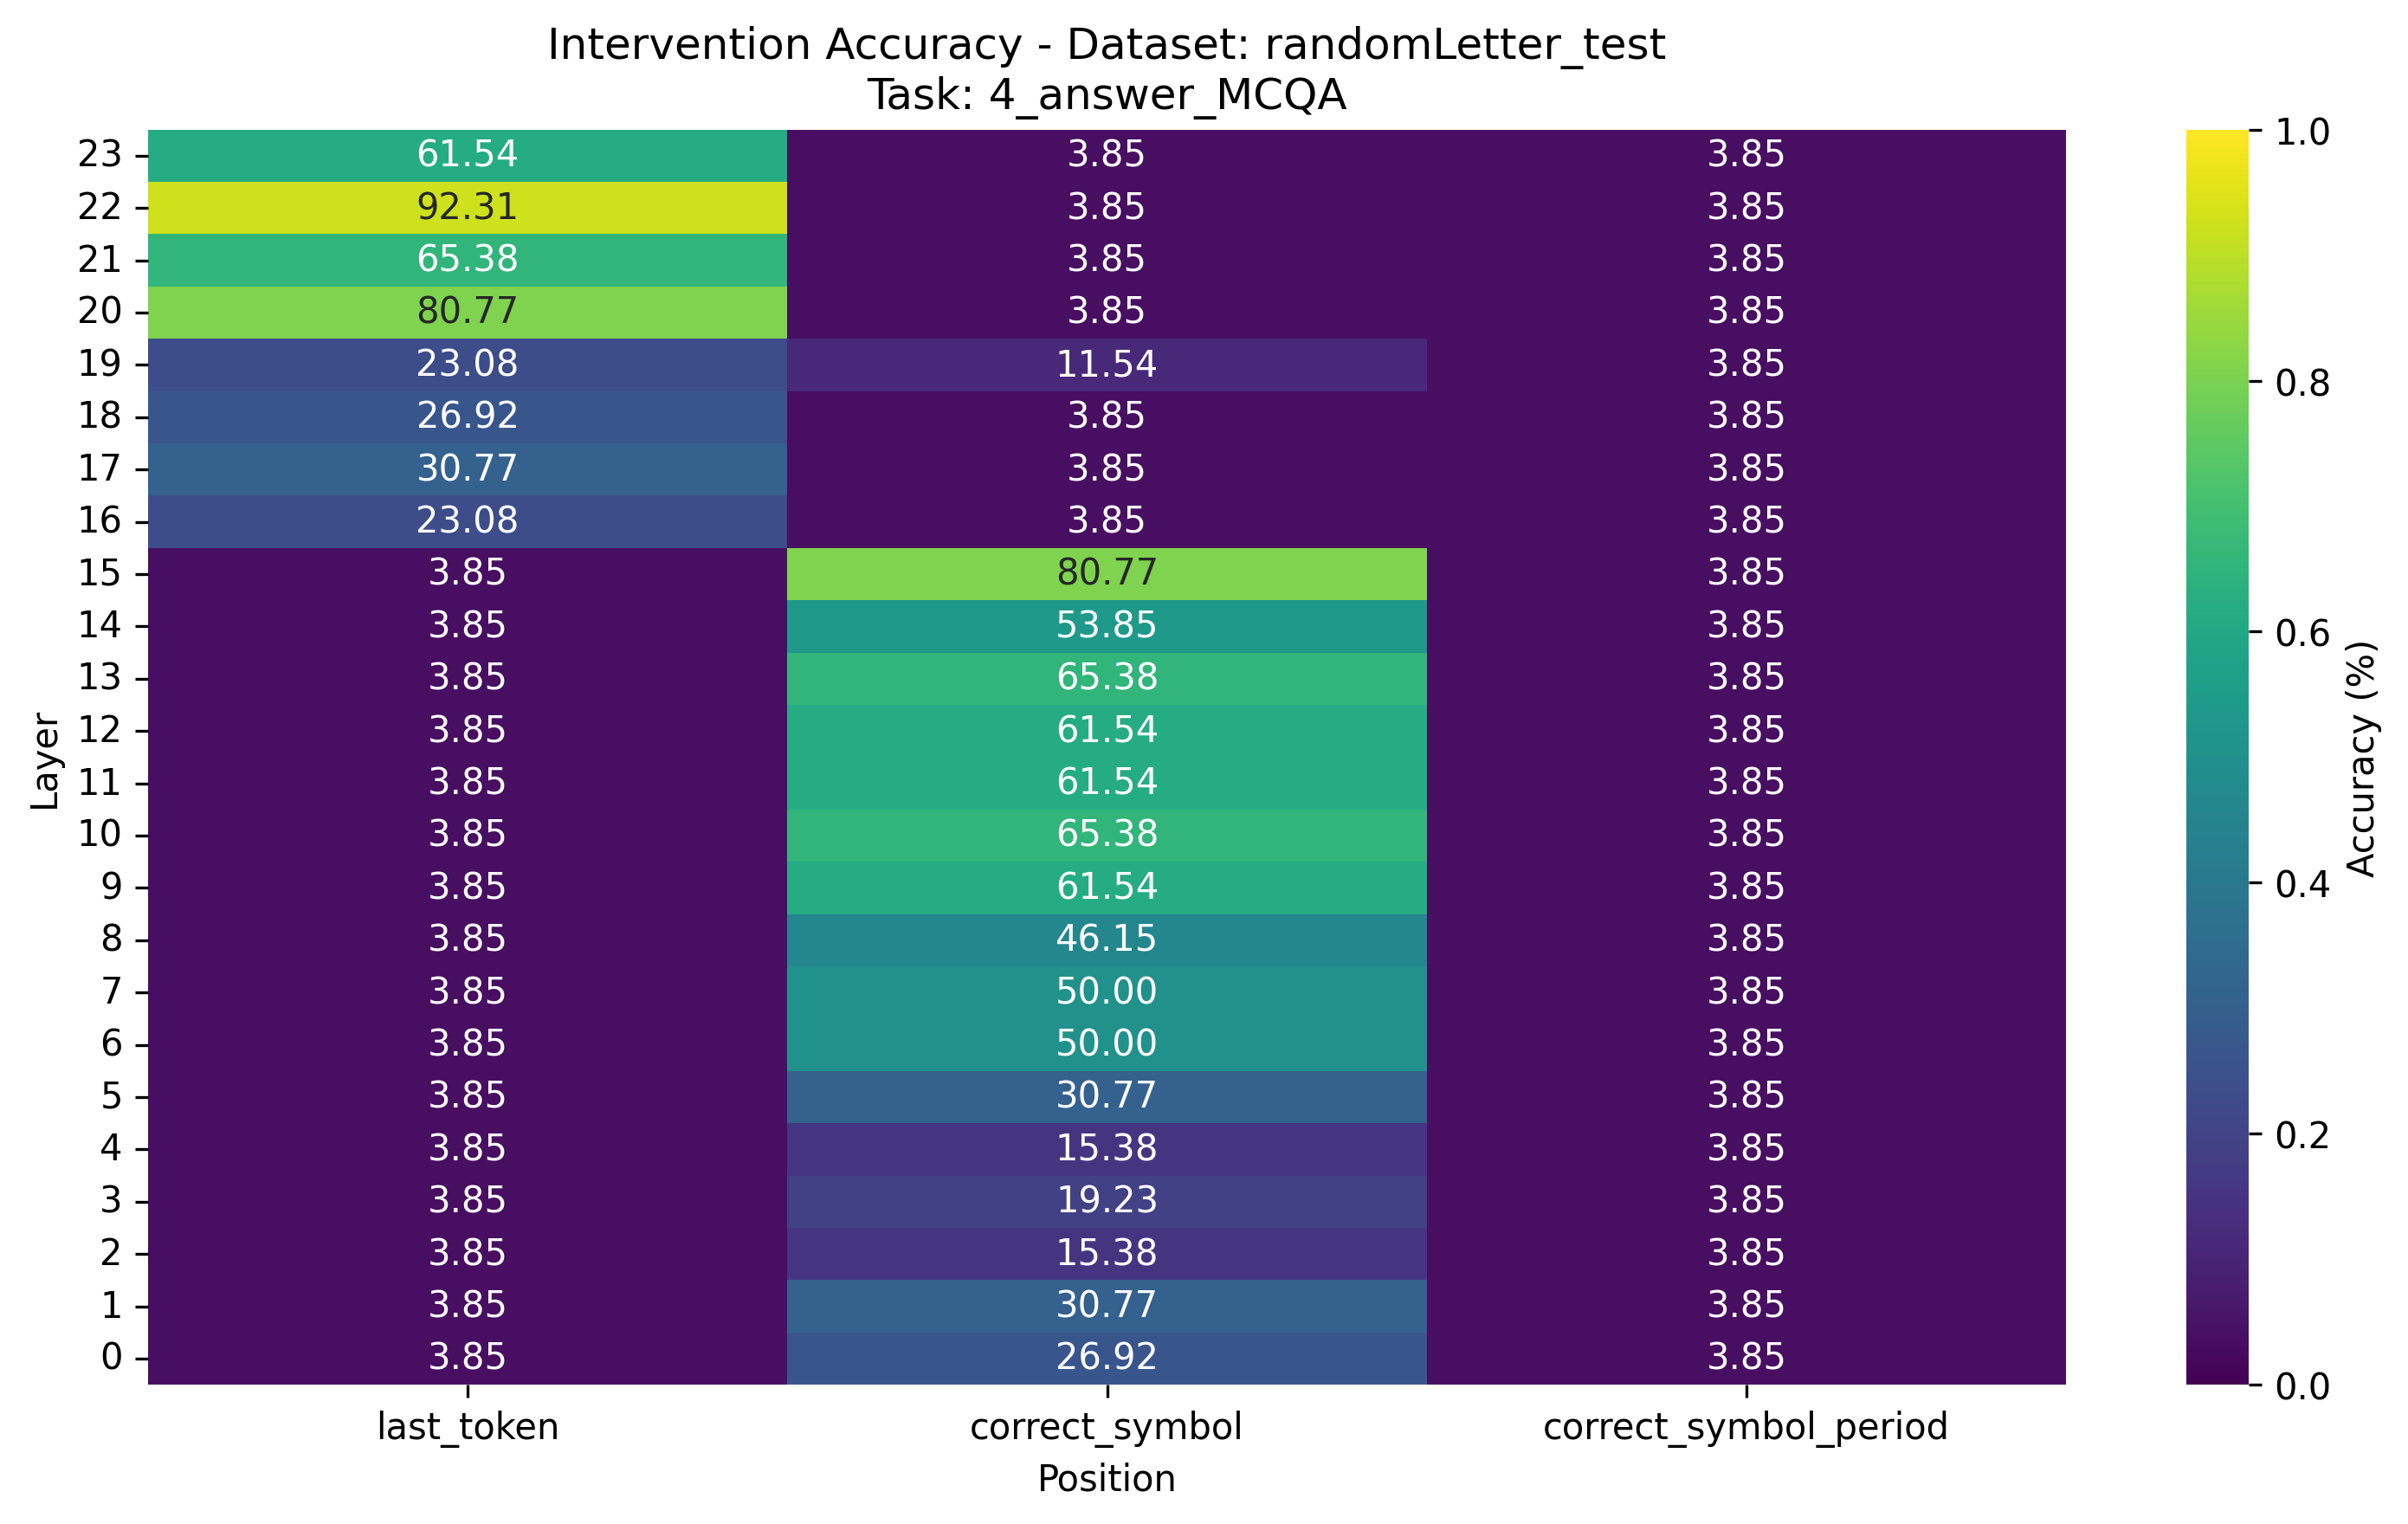 Intervention Accuracy - Dataset: randomLetter_test
Task: 4_answer_MCQA
23 61.54 3.85 3.85
22 92.31 3.85 3.85
21 65.38 3.85 3.85
20 80.77 3.85 3.85
19 23.08 11.54 3.85
18 26.92 3.85 3.85
17 30.77 3.85 3.85
16 23.08 3.85 3.85
15 3.85 80.77 3.85
14 3.85 53.85 3.85
13 3.85 65.38 3.85
12 3.85 61.54 3.85
11 3.85 61.54 3.85
10 3.85 65.38 3.85
9 3.85 61.54 3.85
8 3.85 46.15 3.85
7 3.85 50.00 3.85
6 3.85 50.00 3.85
5 3.85 30.77 3.85
4 3.85 15.38 3.85
3 3.85 19.23 3.85
2 3.85 15.38 3.85
1 3.85 30.77 3.85
0 3.85 26.92 3.85
last_token correct_symbol correct_symbol_period
Position
Layer
1.0
0.8
0.6
0.4
0.2
0.0
Accuracy (%)